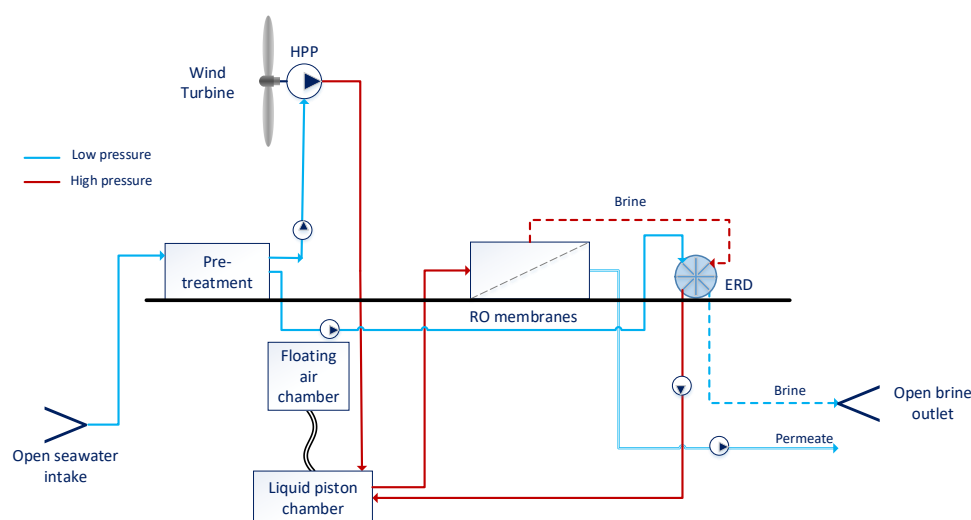 HPP
Wind
Turbine
Low pressure
High pressure
Brine
Pre-
treatment
ERD
RO membranes
Floating
air
chamber
Brine
Open brine
outlet
Permeate
Open seawater
intake
Liquid piston
chamber